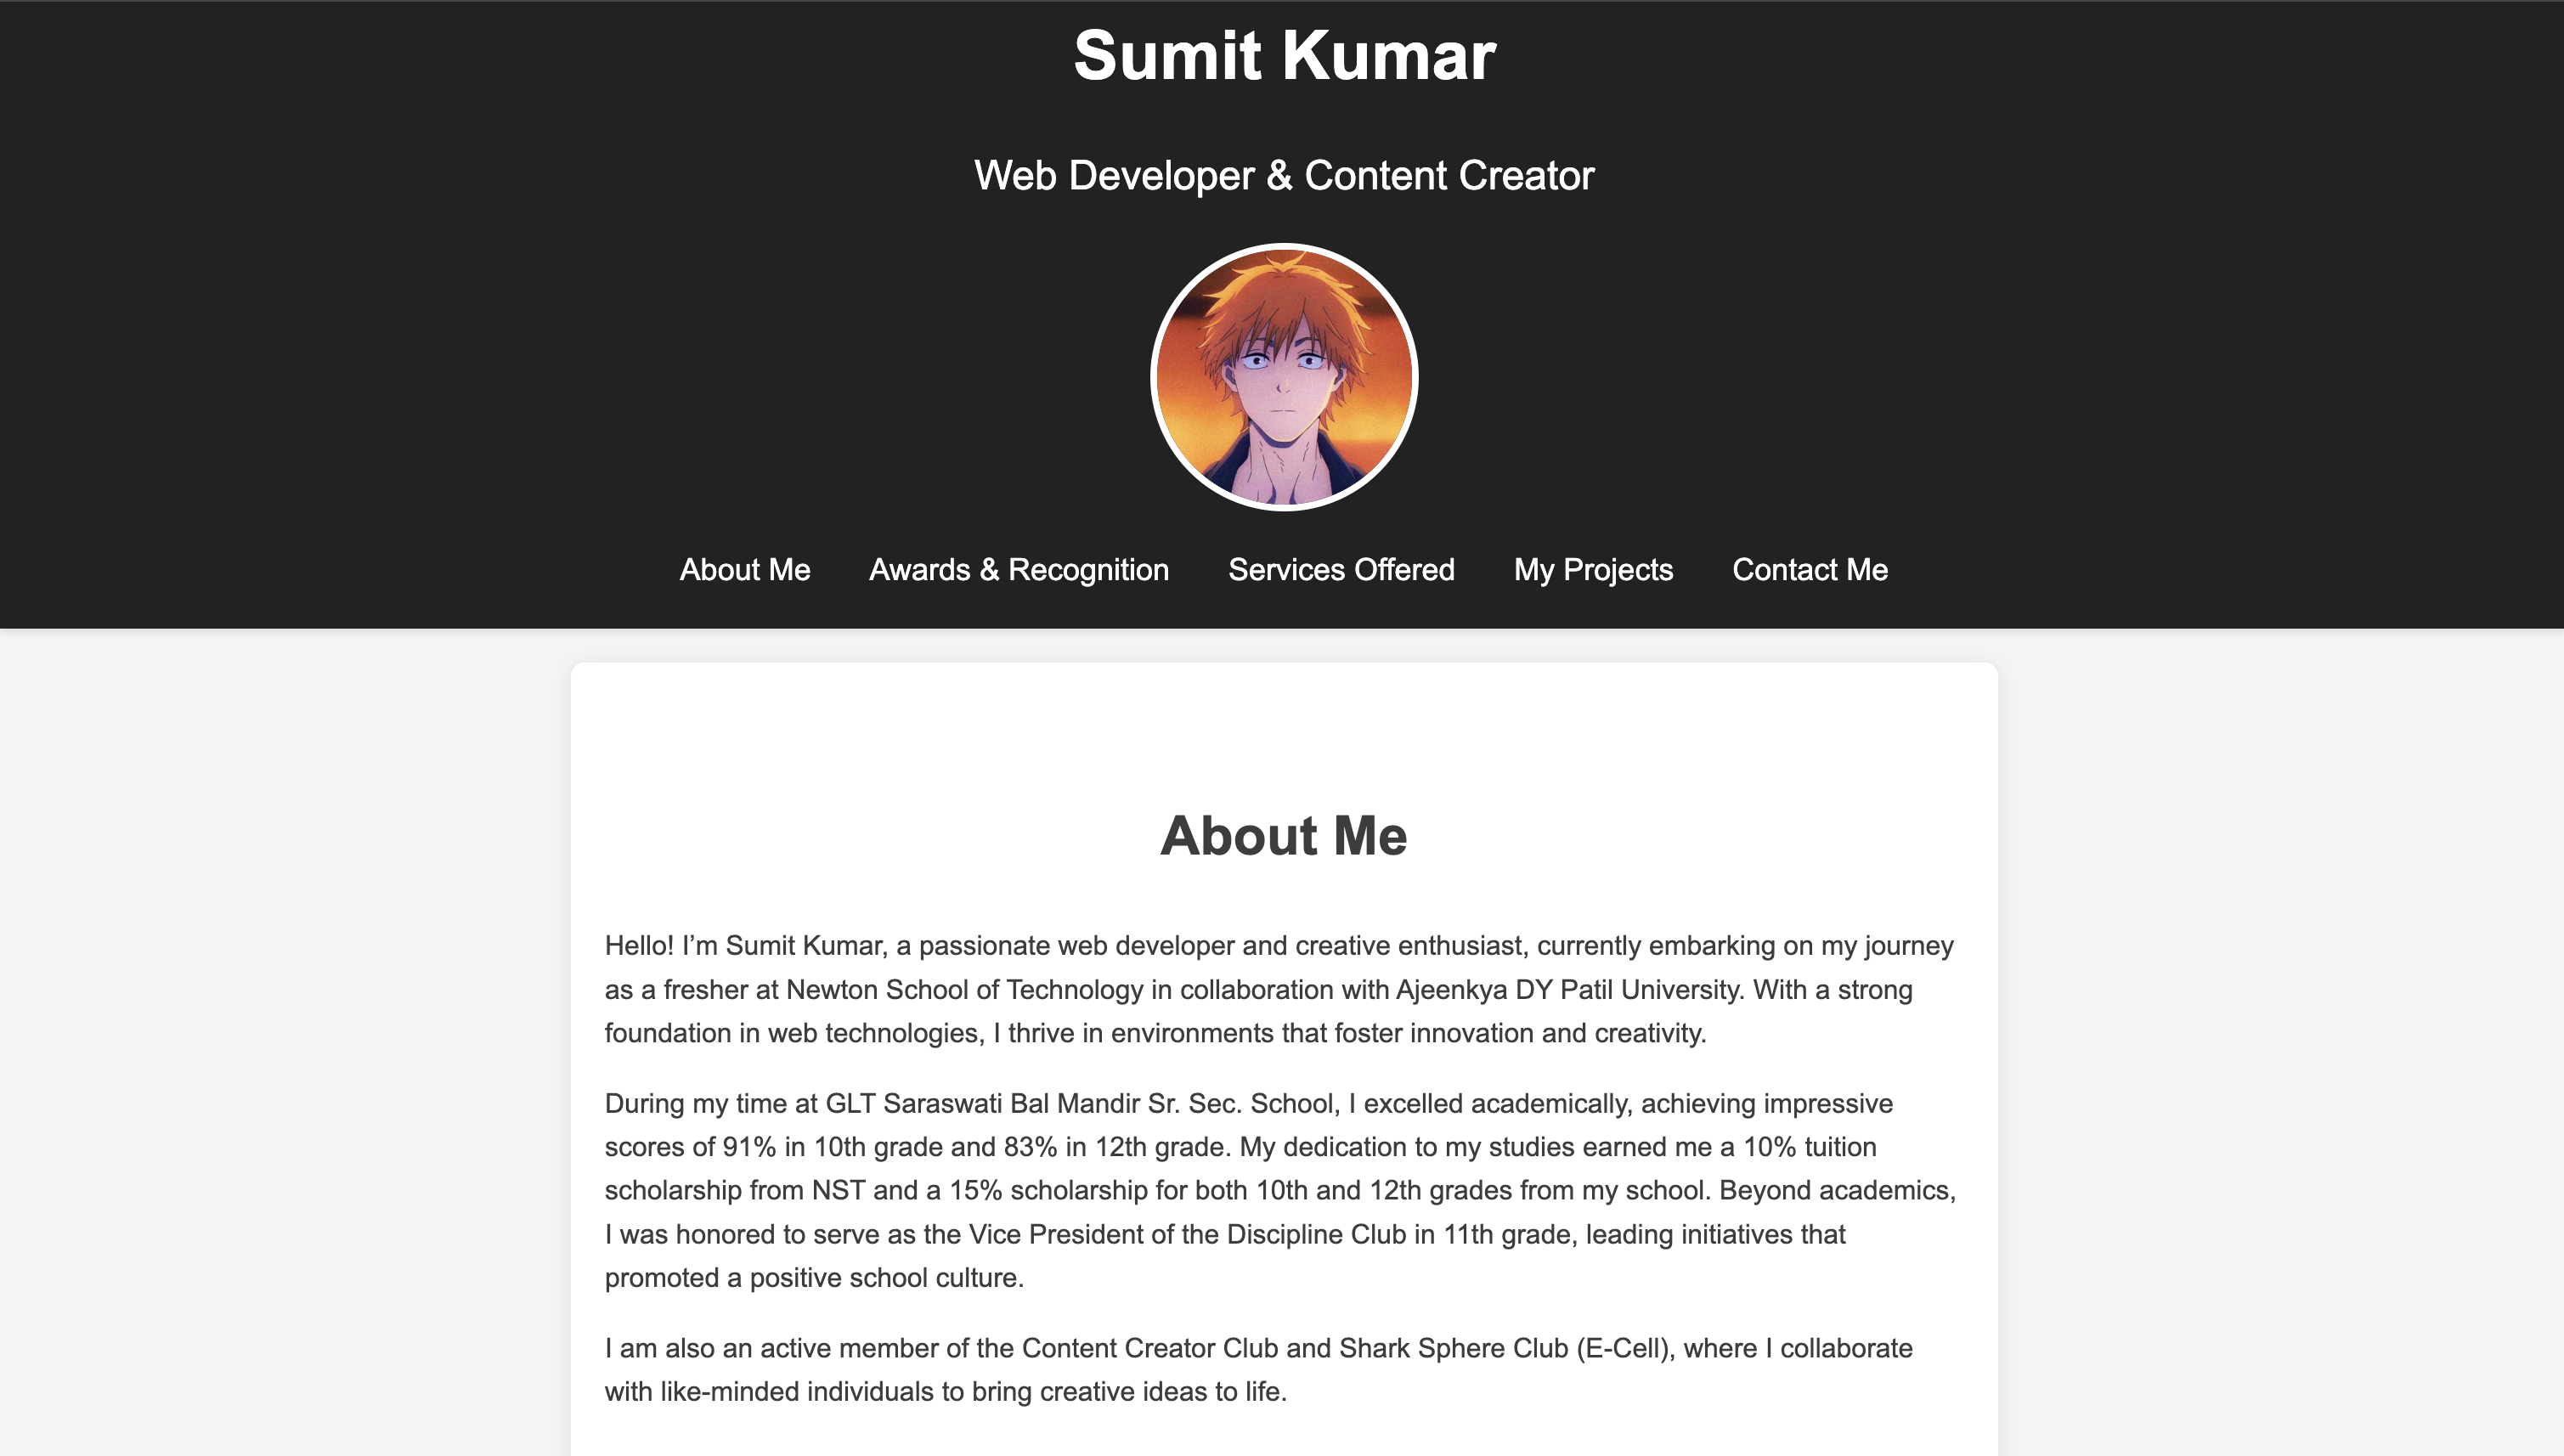 Sumit Kumar
Web Developer & Content Creator
About Me
Awards & Recognition
Services Offered
My Projects
Contact Me
About Me
Hello! I’m Sumit Kumar, a passionate web developer and creative enthusiast, currently embarking on my journey
as a fresher at Newton School of Technology in collaboration with Ajeenkya DY Patil University. With a strong
foundation in web technologies, I thrive in environments that foster innovation and creativity.
During my time at GLT Saraswati Bal Mandir Sr. Sec. School, I excelled academically, achieving impressive
scores of 91% in 10th grade and 83% in 12th grade. My dedication to my studies earned me a 10% tuition
scholarship from NST and a 15% scholarship for both 10th and 12th grades from my school. Beyond academics,
I was honored to serve as the Vice President of the Discipline Club in 11th grade, leading initiatives that
promoted a positive school culture.
I am also an active member of the Content Creator Club and Shark Sphere Club (E-Cell), where I collaborate
with like-minded individuals to bring creative ideas to life.